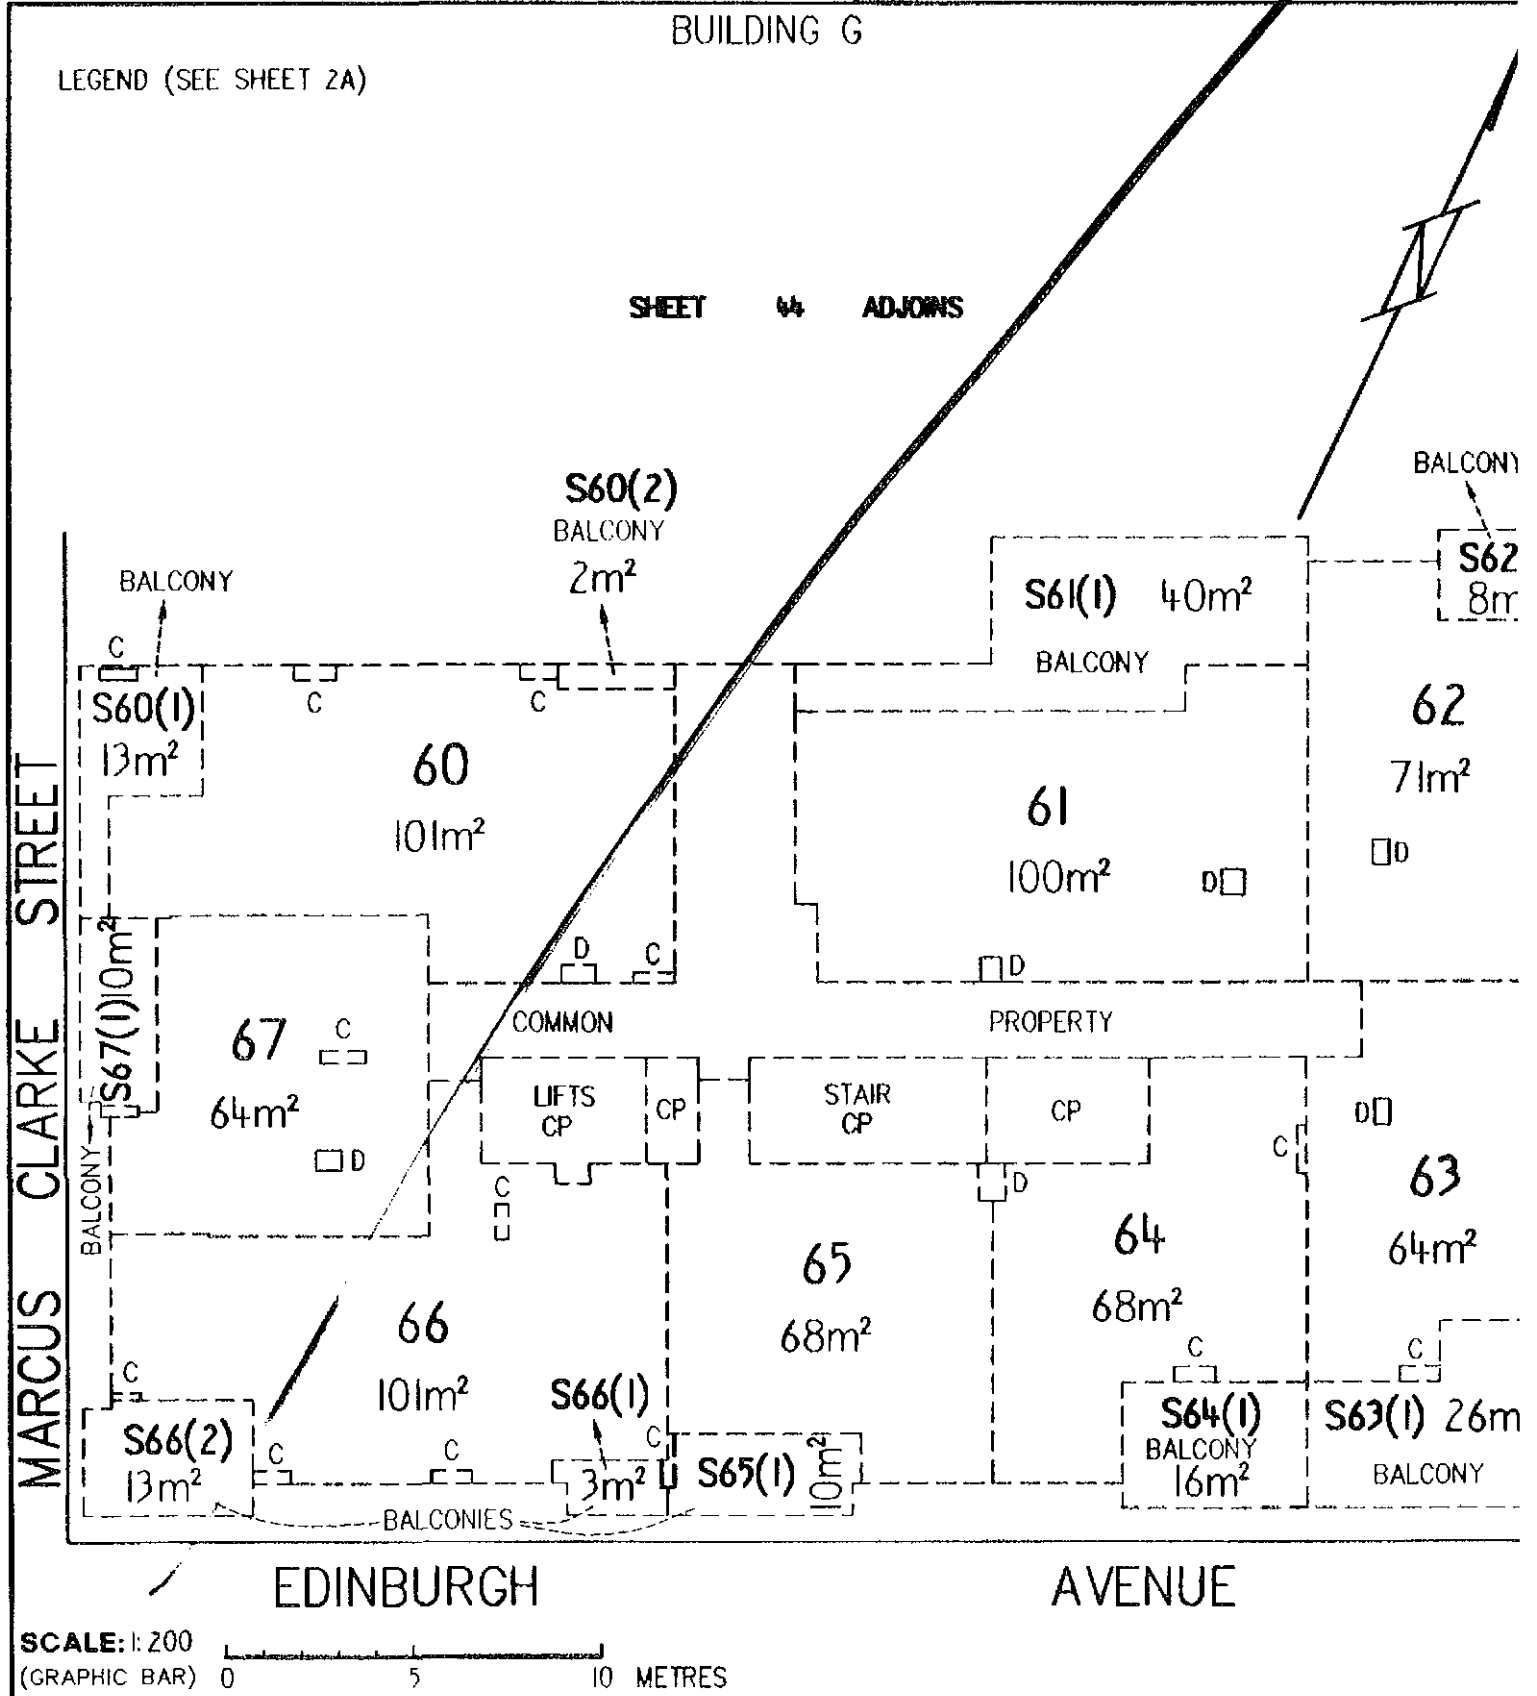 BUILDING G
LEGEND (SEE SHEET 2A)
SHEET 44 ADJOINS
N
BALCONY
S60(2)
BALCONY
2m²
BALCONY
S61(1) 40m²
BALCONY
S62
8m
C
C
C
S60(1)
13m²
60
101m²
61
100m²
D
D
62
71m²
D
D
C
COMMON PROPERTY
S67(1) 10m²
BALCONY
67
64m²
C
D
LIFTS
CP
CP
STAIR
CP
CP
D
C
C
D
63
64m²
64
68m²
65
68m²
66
101m²
C
C
C
S66(2)
13m²
C
C
S66(1)
3m²
C
S65(1) 10m²
S64(1)
BALCONY
16m²
S63(1) 26m
BALCONY
BALCONIES
MARCUS CLARKE STREET
EDINBURGH AVENUE
SCALE: 1:200
(GRAPHIC BAR) 0 5 10 METRES